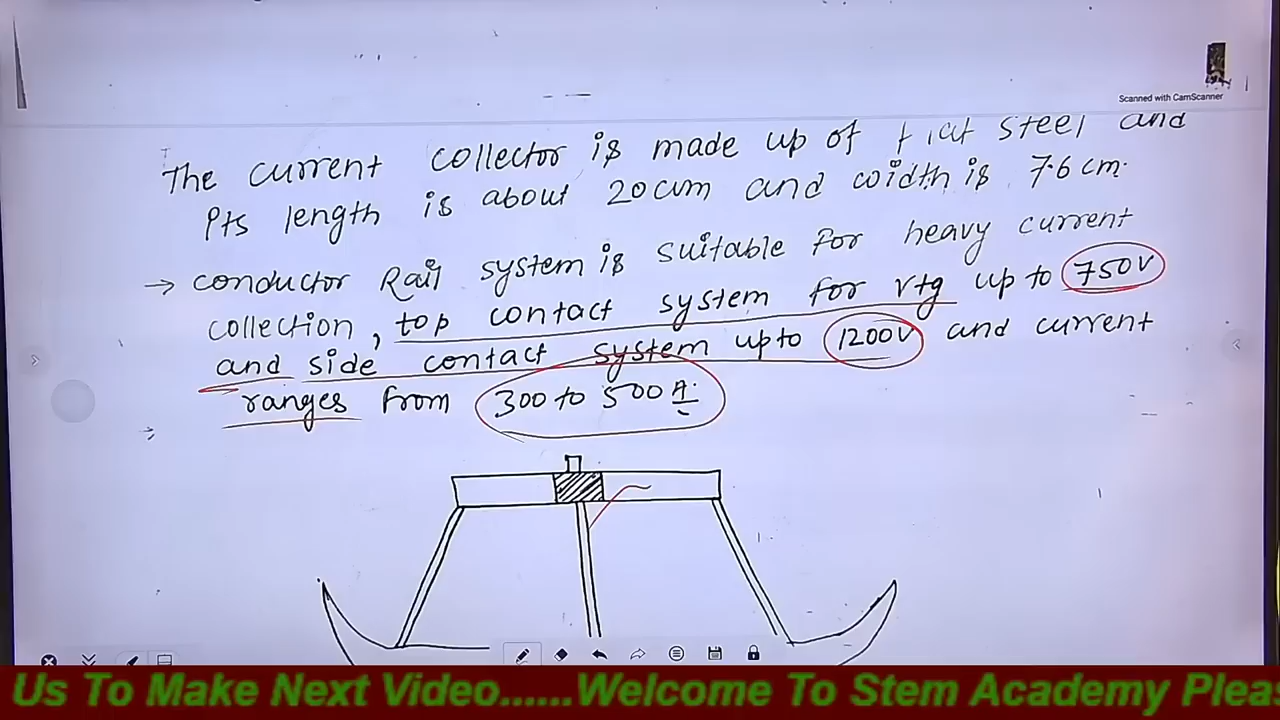 Scanned with CamScanner
The current collector is made up of flat steel and
Pts length is about 20cm and width is 7.6 cm.
→ conductor Rail system is suitable for heavy current
collection, top contact system for vtg up to 750V
and side contact system upto 1200V and current
ranges from 300 to 500 A.
Us To Make Next Video......Welcome To Stem Academy Pleas